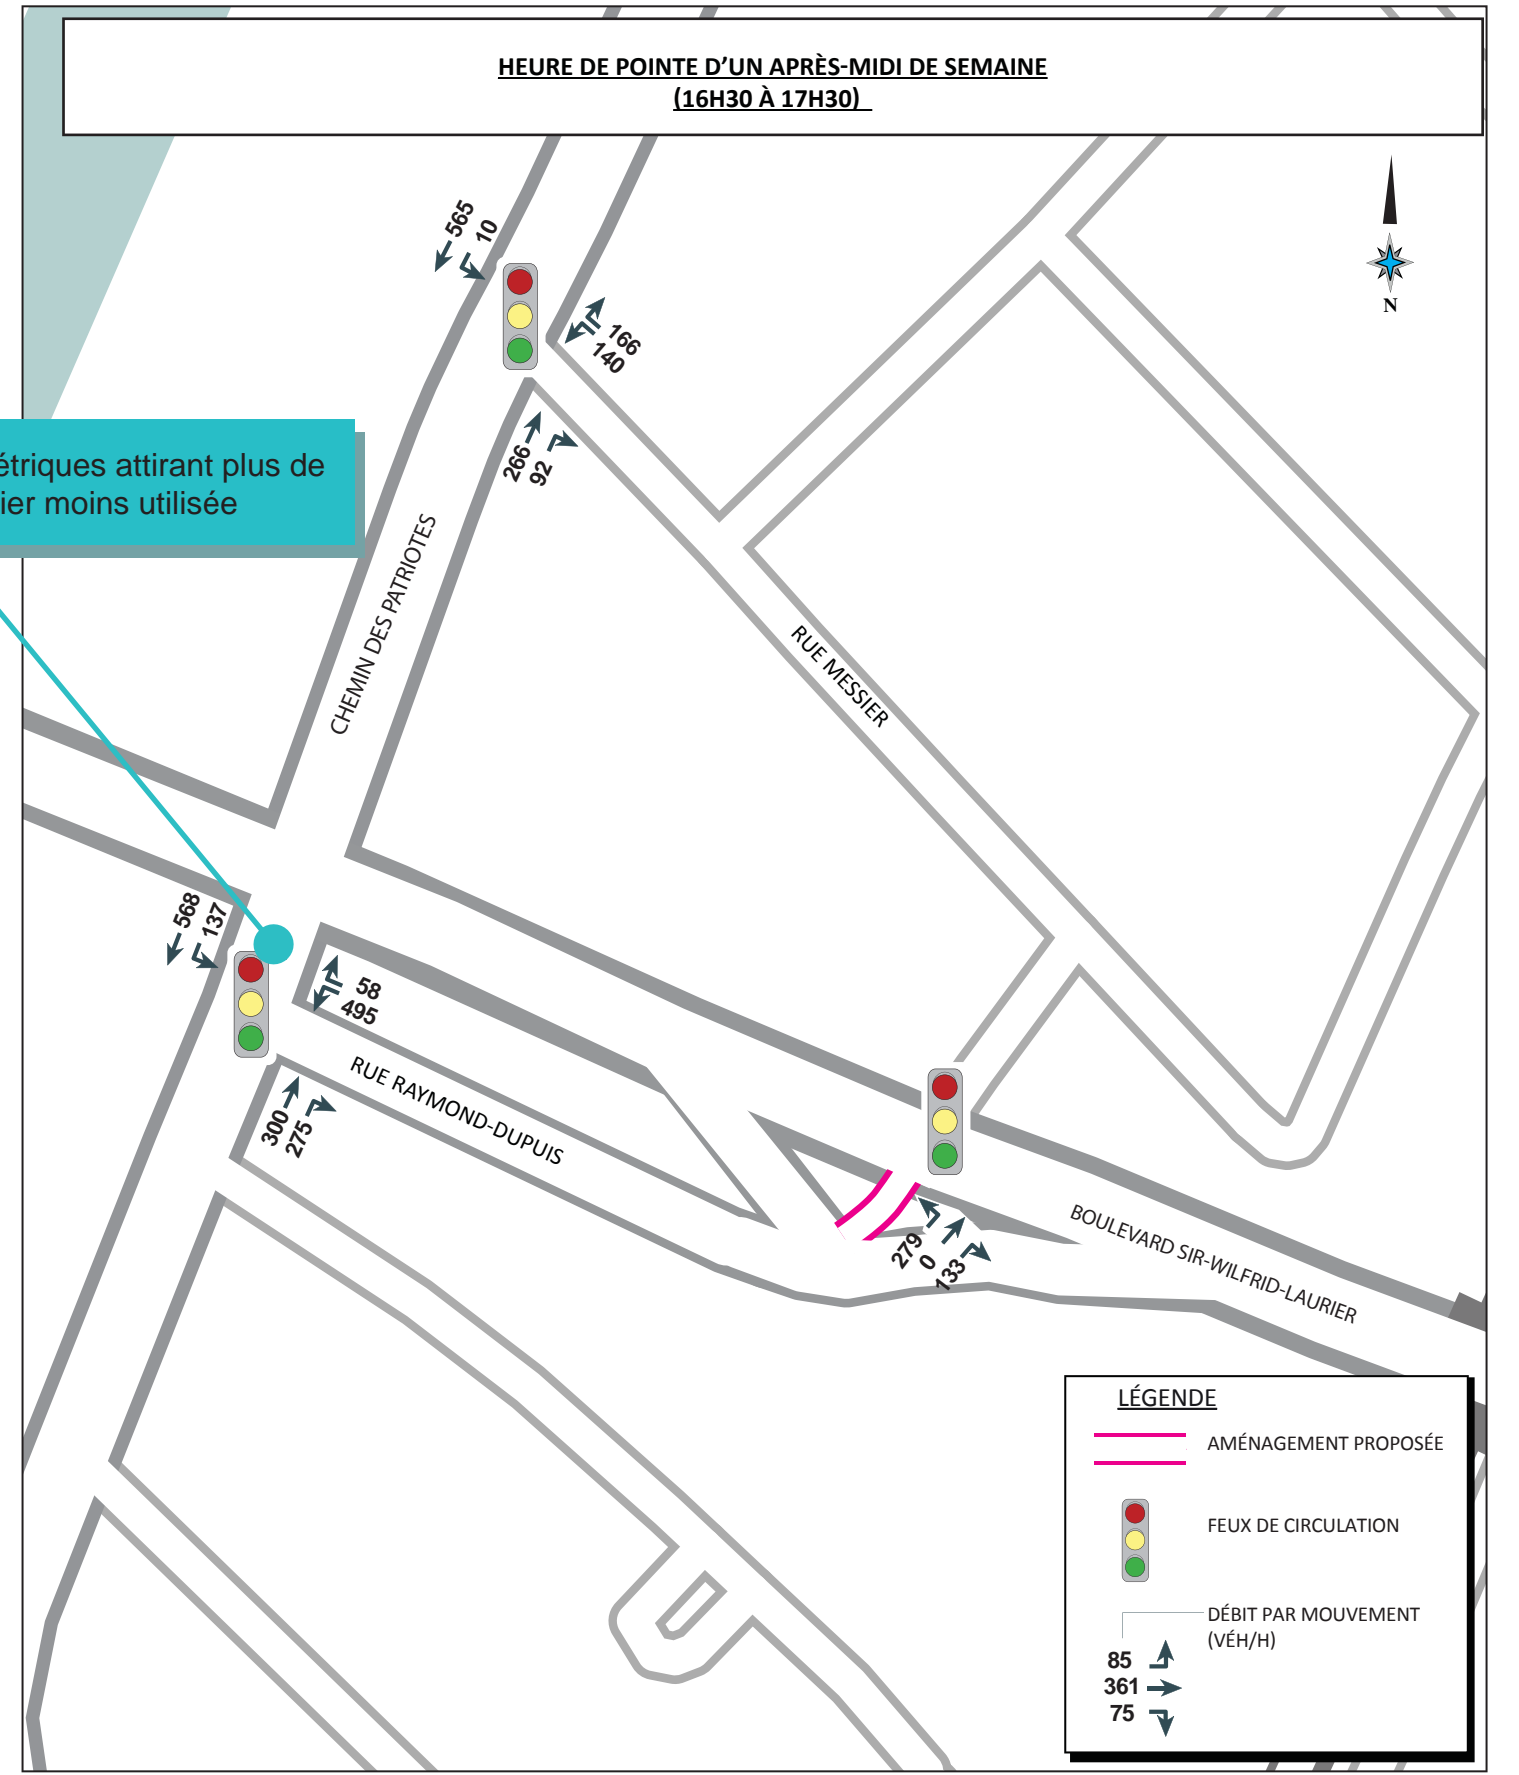 HEURE DE POINTE D'UN APRÈS-MIDI DE SEMAINE
(16H30 À 17H30)
565
10
N
166
140
266
92
étriques attirant plus de
ier moins utilisée
CHEMIN DES PATRIOTES
RUE MESSIER
568
137
58
495
RUE RAYMOND-DUPUIS
300
275
279
0
133
BOULEVARD SIR-WILFRID-LAURIER
LÉGENDE
AMÉNAGEMENT PROPOSÉE
FEUX DE CIRCULATION
DÉBIT PAR MOUVEMENT
(VÉH/H)
85
361
75